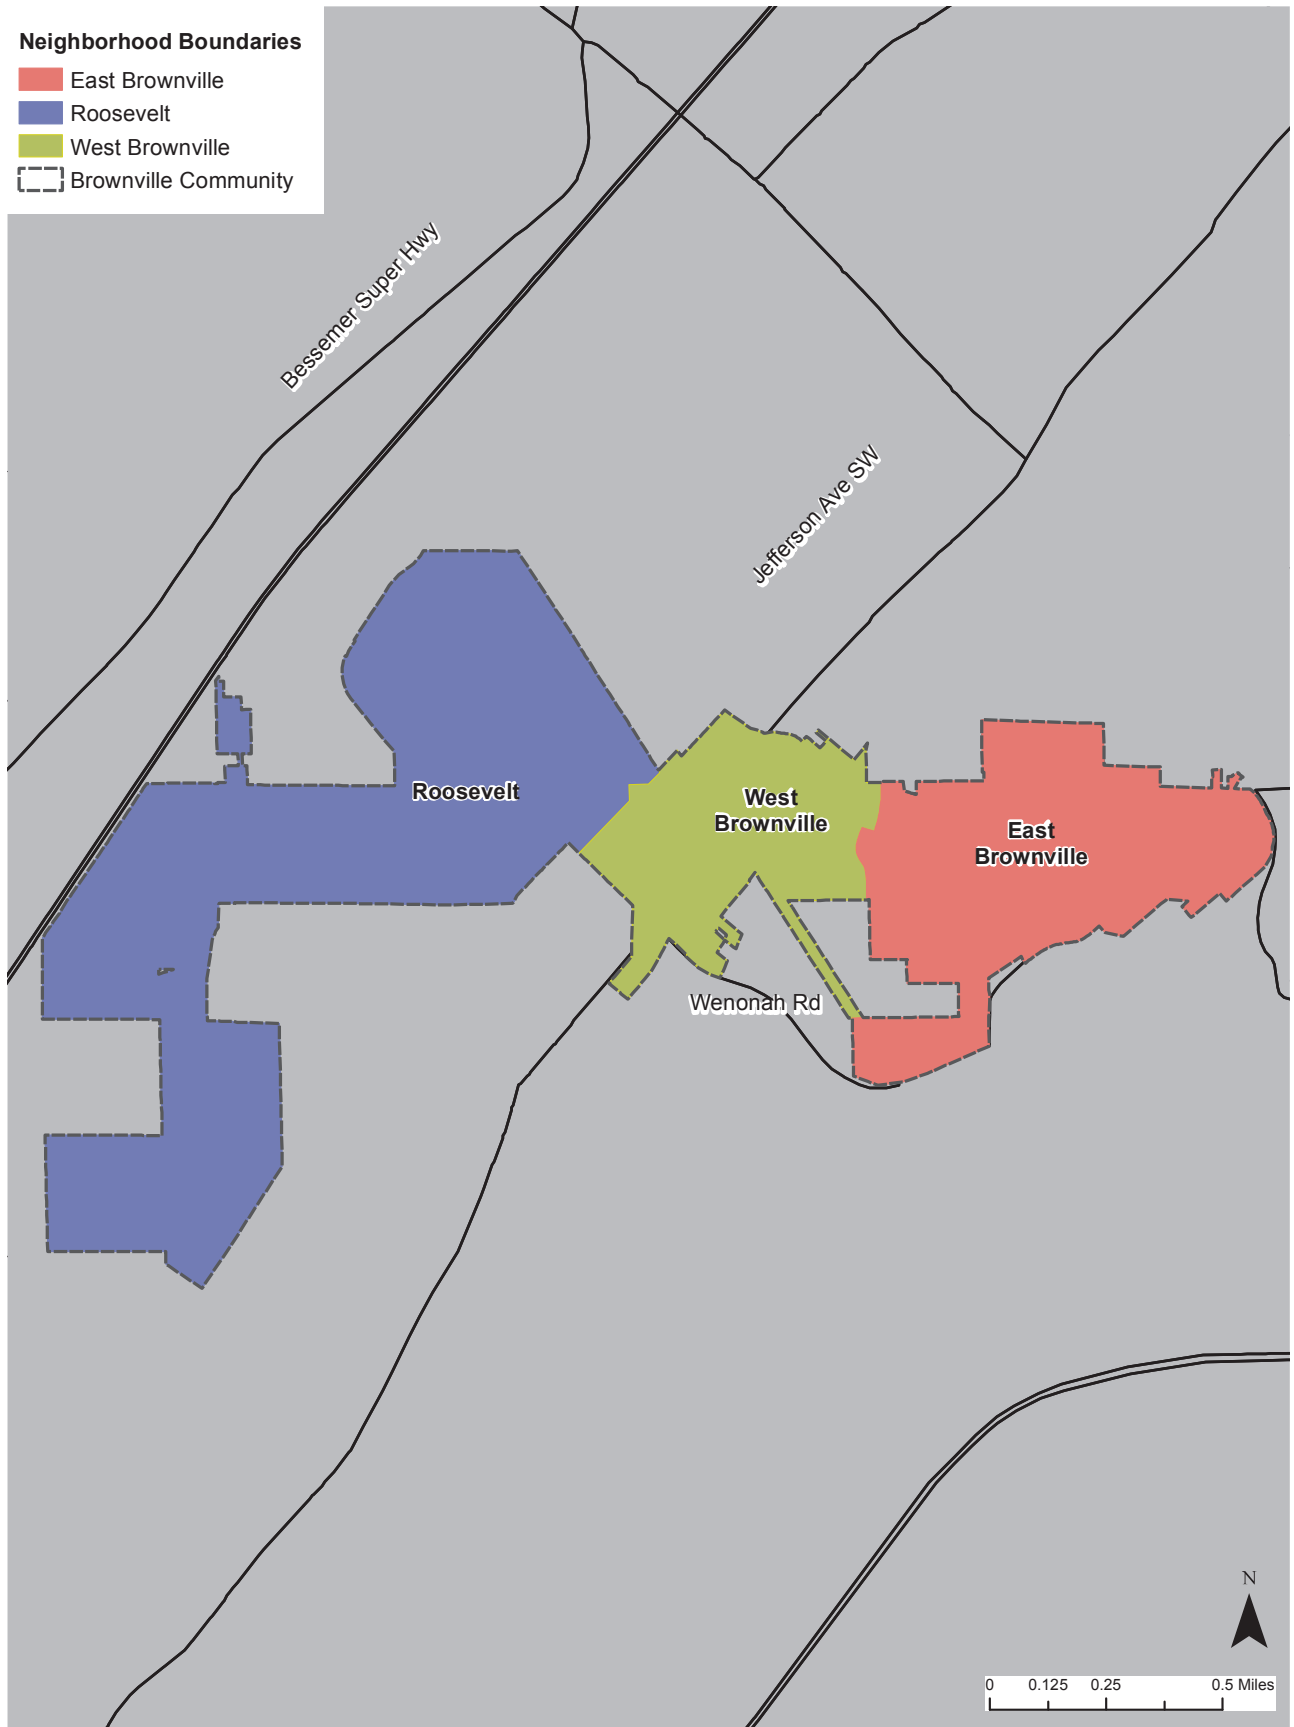 Neighborhood Boundaries
East Brownville
Roosevelt
West Brownville
Brownville Community
Bessemer Super Hwy
Jefferson Ave SW
Roosevelt
West
Brownville
East
Brownville
Wenonah Rd
N
0 0.125 0.25 0.5 Miles